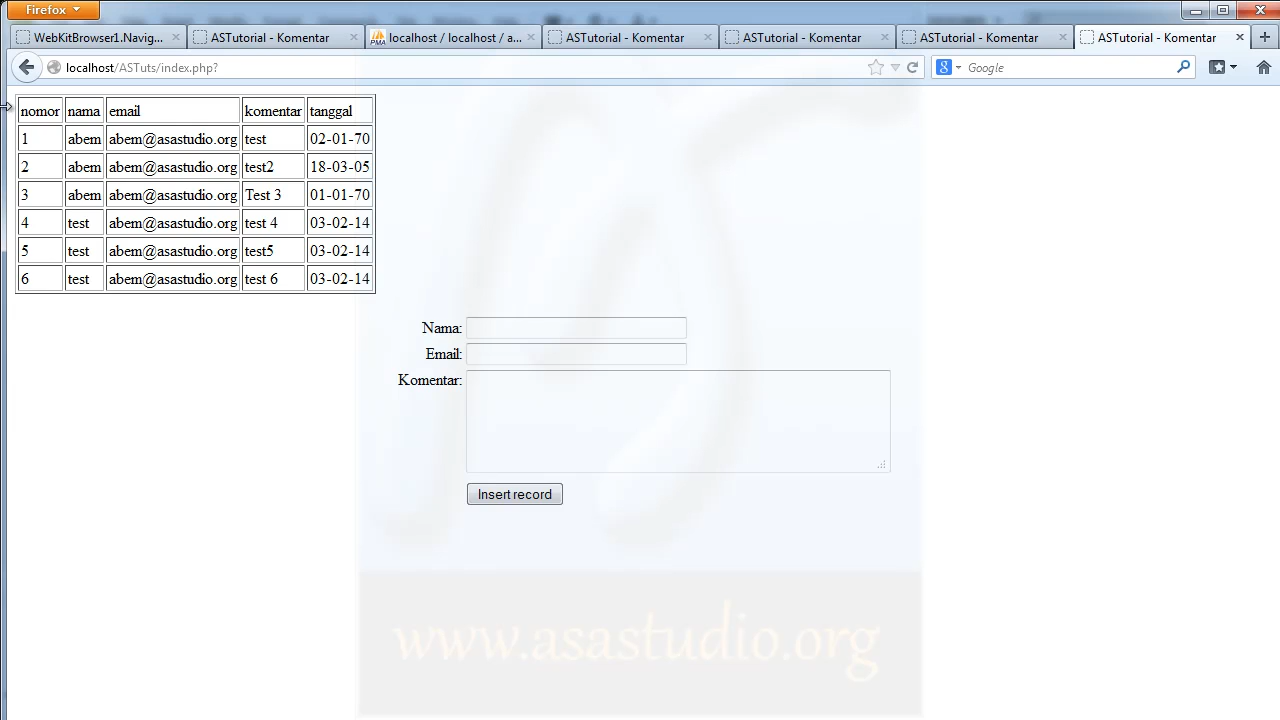 Firefox
WebKitBrowser1.Navig... ASTutorial - Komentar localhost / localhost / a... ASTutorial - Komentar ASTutorial - Komentar ASTutorial - Komentar ASTutorial - Komentar
localhost/ASTuts/index.php? Google
nomor nama email komentar tanggal
1 abem abem@asastudio.org test 02-01-70
2 abem abem@asastudio.org test2 18-03-05
3 abem abem@asastudio.org Test 3 01-01-70
4 test abem@asastudio.org test 4 03-02-14
5 test abem@asastudio.org test5 03-02-14
6 test abem@asastudio.org test 6 03-02-14
Nama:
Email:
Komentar:
Insert record
www.asastudio.org